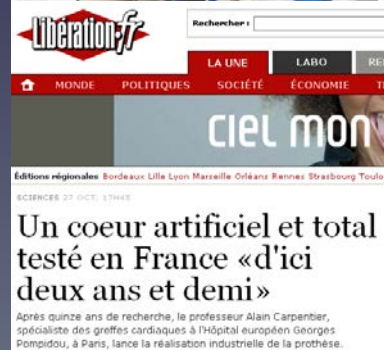 Libération.fr
Rechercher :
LA UNE LABO
MONDE POLITIQUES SOCIÉTÉ ÉCONOMIE
ciel mon
Éditions régionales Bordeaux Lille Lyon Marseille Orléans Rennes Strasbourg Toulo
SCIENCES 27 OCT. 17H45
Un coeur artificiel et total
testé en France «d'ici
deux ans et demi»
Après quinze ans de recherche, le professeur Alain Carpentier,
spécialiste des greffes cardiaques à l'Hôpital européen Georges
Pompidou, à Paris, lance la réalisation industrielle de la prothèse.